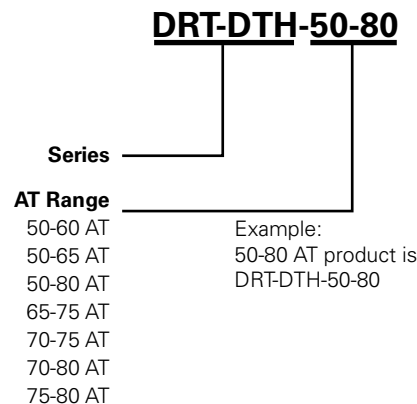 DRT-DTH-50-80
Series
AT Range
50-60 AT
50-65 AT
50-80 AT
65-75 AT
70-75 AT
70-80 AT
75-80 AT
Example:
50-80 AT product is
DRT-DTH-50-80